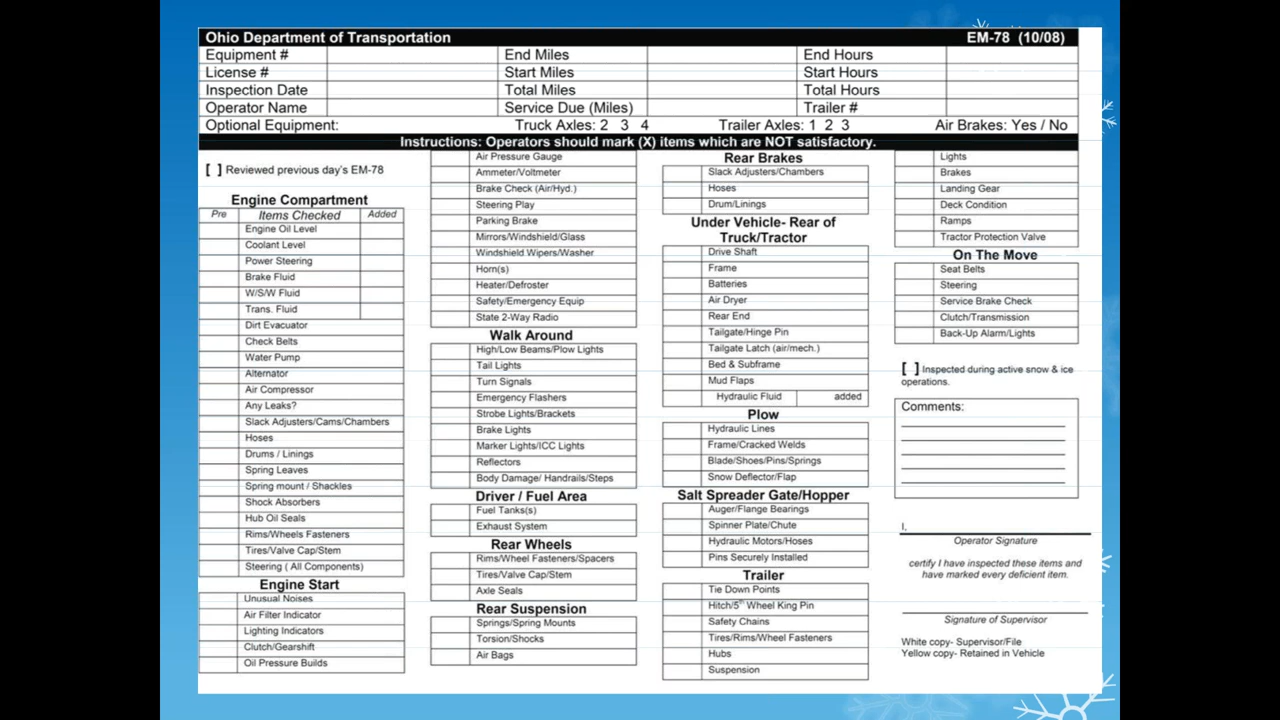 Ohio Department of Transportation EM-78 (10/08)
Equipment # End Miles End Hours
License # Start Miles Start Hours
Inspection Date Total Miles Total Hours
Operator Name Service Due (Miles) Trailer #
Optional Equipment: Truck Axles: 2 3 4 Trailer Axles: 1 2 3 Air Brakes: Yes / No
Instructions: Operators should mark (X) items which are NOT satisfactory.
[ ] Reviewed previous day's EM-78
Engine Compartment
Pre Items Checked Added
Engine Oil Level
Coolant Level
Power Steering
Brake Fluid
W/S/W Fluid
Trans. Fluid
Dirt Evacuator
Check Belts
Water Pump
Alternator
Air Compressor
Any Leaks?
Slack Adjusters/Cams/Chambers
Hoses
Drums / Linings
Spring Leaves
Spring mount / Shackles
Shock Absorbers
Hub Oil Seals
Rims/Wheels Fasteners
Tires/Valve Cap/Stem
Steering ( All Components)
Engine Start
Unusual Noises
Air Filter Indicator
Lighting Indicators
Clutch/Gearshift
Oil Pressure Builds
Air Pressure Gauge
Ammeter/Voltmeter
Brake Check (Air/Hyd.)
Steering Play
Parking Brake
Mirrors/Windshield/Glass
Windshield Wipers/Washer
Horn(s)
Heater/Defroster
Safety/Emergency Equip
State 2-Way Radio
Walk Around
High/Low Beams/Plow Lights
Tail Lights
Turn Signals
Emergency Flashers
Strobe Lights/Brackets
Brake Lights
Marker Lights/ICC Lights
Reflectors
Body Damage/ Handrails/Steps
Driver / Fuel Area
Fuel Tanks(s)
Exhaust System
Rear Wheels
Rims/Wheel Fasteners/Spacers
Tires/Valve Cap/Stem
Axle Seals
Rear Suspension
Springs/Spring Mounts
Torsion/Shocks
Air Bags
Rear Brakes
Slack Adjusters/Chambers
Hoses
Drum/Linings
Under Vehicle- Rear of
Truck/Tractor
Drive Shaft
Frame
Batteries
Air Dryer
Rear End
Tailgate/Hinge Pin
Tailgate Latch (air/mech.)
Bed & Subframe
Mud Flaps
Hydraulic Fluid added
Plow
Hydraulic Lines
Frame/Cracked Welds
Blade/Shoes/Pins/Springs
Snow Deflector/Flap
Salt Spreader Gate/Hopper
Auger/Flange Bearings
Spinner Plate/Chute
Hydraulic Motors/Hoses
Pins Securely Installed
Trailer
Tie Down Points
Hitch/5th Wheel King Pin
Safety Chains
Tires/Rims/Wheel Fasteners
Hubs
Suspension
Lights
Brakes
Landing Gear
Deck Condition
Ramps
Tractor Protection Valve
On The Move
Seat Belts
Steering
Service Brake Check
Clutch/Transmission
Back-Up Alarm/Lights
[ ] Inspected during active snow & ice
operations.
Comments:
I,
Operator Signature
certify I have inspected these items and
have marked every deficient item.
Signature of Supervisor
White copy- Supervisor/File
Yellow copy- Retained in Vehicle